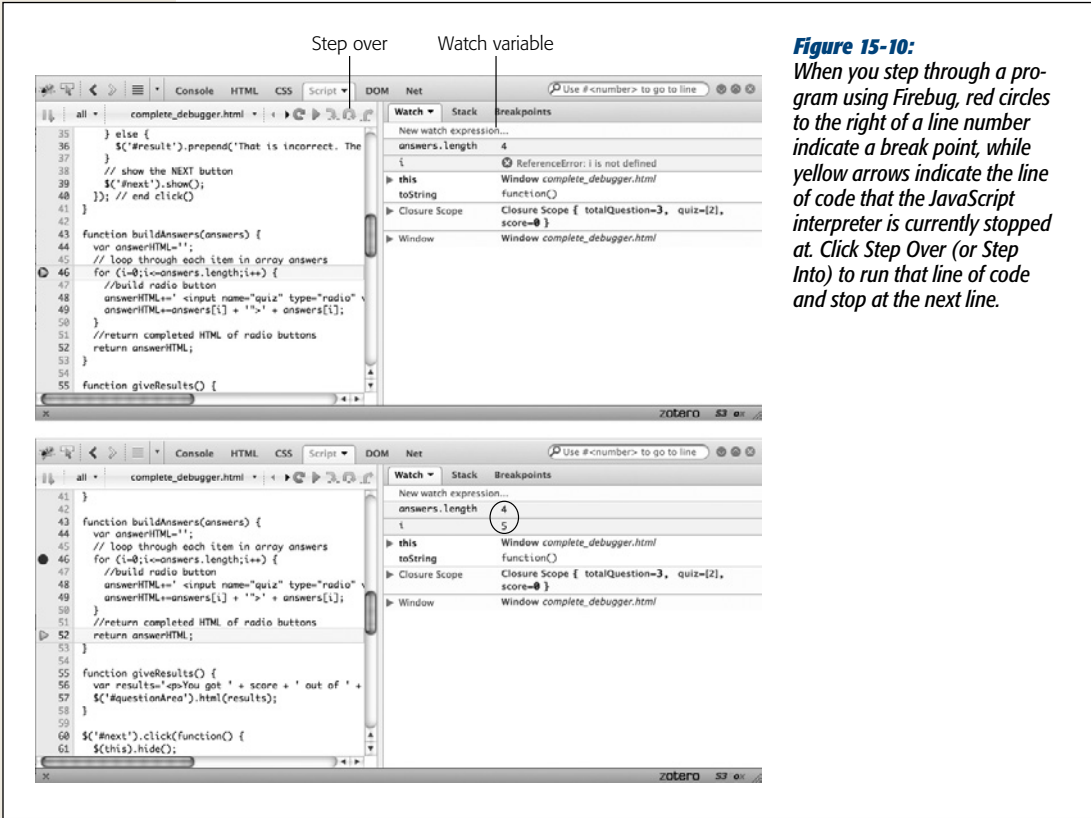 Step over Watch variable
Console HTML CSS Script DOM Net
Use #<number> to go to line
all complete_debugger.html
Watch Stack Breakpoints
35 } else {
36 $('#result').prepend('That is incorrect. The
37 }
38 // show the NEXT button
39 $('#next').show();
40 }); // end click()
41 }
42
43 function buildAnswers(answers) {
44 var answerHTML='';
45 // loop through each item in array answers
46 for (i=0;i<=answers.length;i++) {
47 //build radio button
48 answerHTML+=' <input name="quiz" type="radio"
49 answerHTML+=answers[i] + '">' + answers[i];
50 }
51 //return completed HTML of radio buttons
52 return answerHTML;
53 }
54
55 function giveResults() {
New watch expression...
answers.length 4
i ReferenceError: i is not defined
this Window complete_debugger.html
toString function()
Closure Scope Closure Scope { totalQuestion=3, quiz=[2],
score=0 }
Window Window complete_debugger.html
zotero S3
Console HTML CSS Script DOM Net
Use #<number> to go to line
all complete_debugger.html
Watch Stack Breakpoints
41 }
42
43 function buildAnswers(answers) {
44 var answerHTML='';
45 // loop through each item in array answers
46 for (i=0;i<=answers.length;i++) {
47 //build radio button
48 answerHTML+=' <input name="quiz" type="radio"
49 answerHTML+=answers[i] + '">' + answers[i];
50 }
51 //return completed HTML of radio buttons
52 return answerHTML;
53 }
54
55 function giveResults() {
56 var results='<p>You got ' + score + ' out of ' +
57 $('#questionArea').html(results);
58 }
59
60 $('#next').click(function() {
61 $(this).hide();
New watch expression...
answers.length 4
i 5
this Window complete_debugger.html
toString function()
Closure Scope Closure Scope { totalQuestion=3, quiz=[2],
score=0 }
Window Window complete_debugger.html
zotero S3
Figure 15-10:
When you step through a pro-
gram using Firebug, red circles
to the right of a line number
indicate a break point, while
yellow arrows indicate the line
of code that the JavaScript
interpreter is currently stopped
at. Click Step Over (or Step
Into) to run that line of code
and stop at the next line.